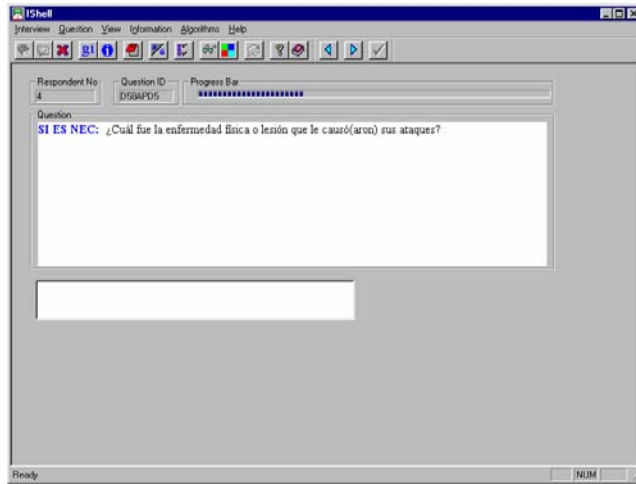 IShell
Interview Question View Information Algorithms Help
gI
Respondent No Question ID Progress Bar
4 D58APD5
Question
SI ES NEC: ¿Cuál fue la enfermedad física o lesión que le causó(aron) sus ataques?
Ready NUM